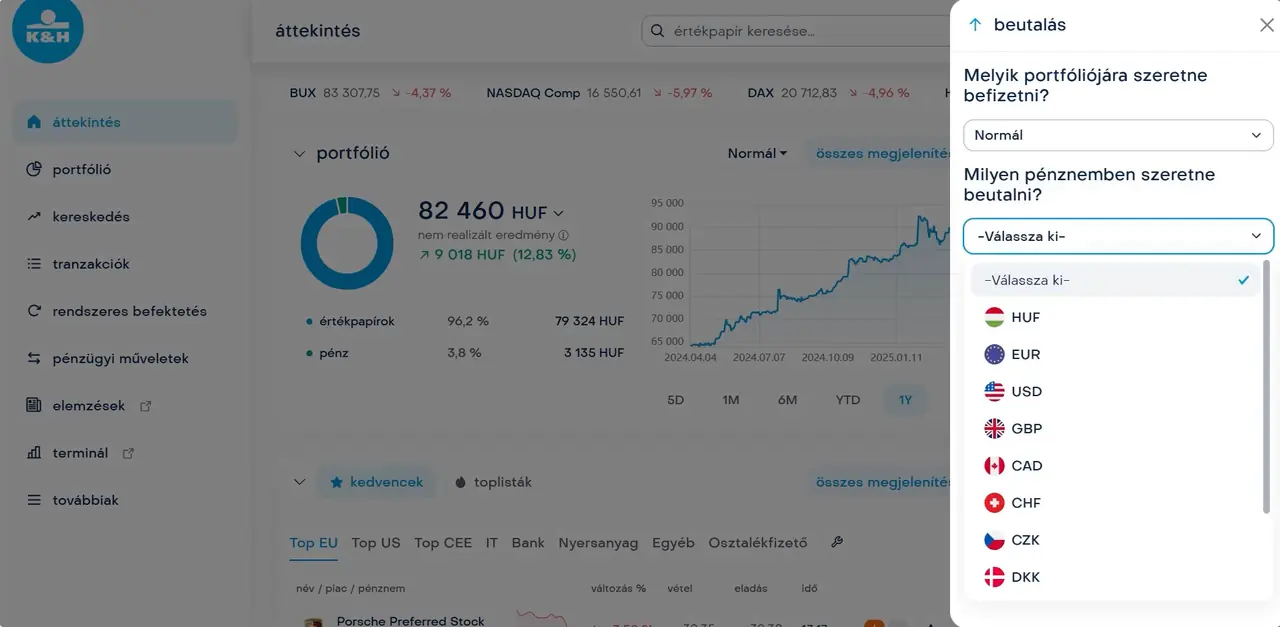 K&H
áttekintés
portfólió
kereskedés
tranzakciók
rendszeres befektetés
pénzügyi műveletek
elemzések
terminál
továbbiak
áttekintés
értékpapír keresése...
BUX 83 307,75 -4,37 % NASDAQ Comp 16 550,61 -5,97 % DAX 20 712,83 -4,96 %
portfólió Normál összes megjelenítés
82 460 HUF
nem realizált eredmény
9 018 HUF (12,83 %)
értékpapírok 96,2 % 79 324 HUF
pénz 3,8 % 3 135 HUF
95 000
90 000
85 000
80 000
75 000
70 000
65 000
2024.04.04 2024.07.07 2024.10.09 2025.01.11
5D 1M 6M YTD 1Y
kedvencek toplisták összes megjelenítés
Top EU Top US Top CEE IT Bank Nyersanyag Egyéb Osztalékfizető
név / piac / pénznem változás % vétel eladás idő
Porsche Preferred Stock
beutalás
Melyik portfóliójára szeretne
befizetni?
Normál
Milyen pénznemben szeretne
beutalni?
-Válassza ki-
-Válassza ki-
HUF
EUR
USD
GBP
CAD
CHF
CZK
DKK